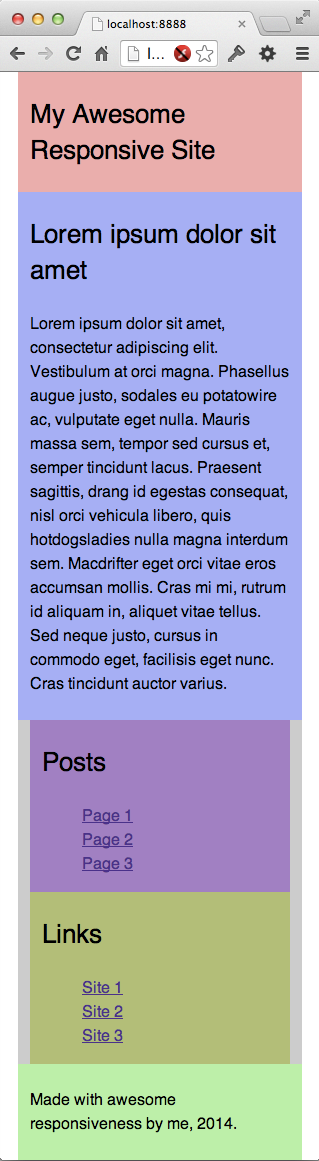 localhost:8888
l...
My Awesome
Responsive Site
Lorem ipsum dolor sit
amet
Lorem ipsum dolor sit amet,
consectetur adipiscing elit.
Vestibulum at orci magna. Phasellus
augue justo, sodales eu potatowire
ac, vulputate eget nulla. Mauris
massa sem, tempor sed cursus et,
semper tincidunt lacus. Praesent
sagittis, drang id egestas consequat,
nisl orci vehicula libero, quis
hotdogsladies nulla magna interdum
sem. Macdrifter eget orci vitae eros
accumsan mollis. Cras mi mi, rutrum
id aliquam in, aliquet vitae tellus.
Sed neque justo, cursus in
commodo eget, facilisis eget nunc.
Cras tincidunt auctor varius.
Posts
Page 1
Page 2
Page 3
Links
Site 1
Site 2
Site 3
Made with awesome
responsiveness by me, 2014.